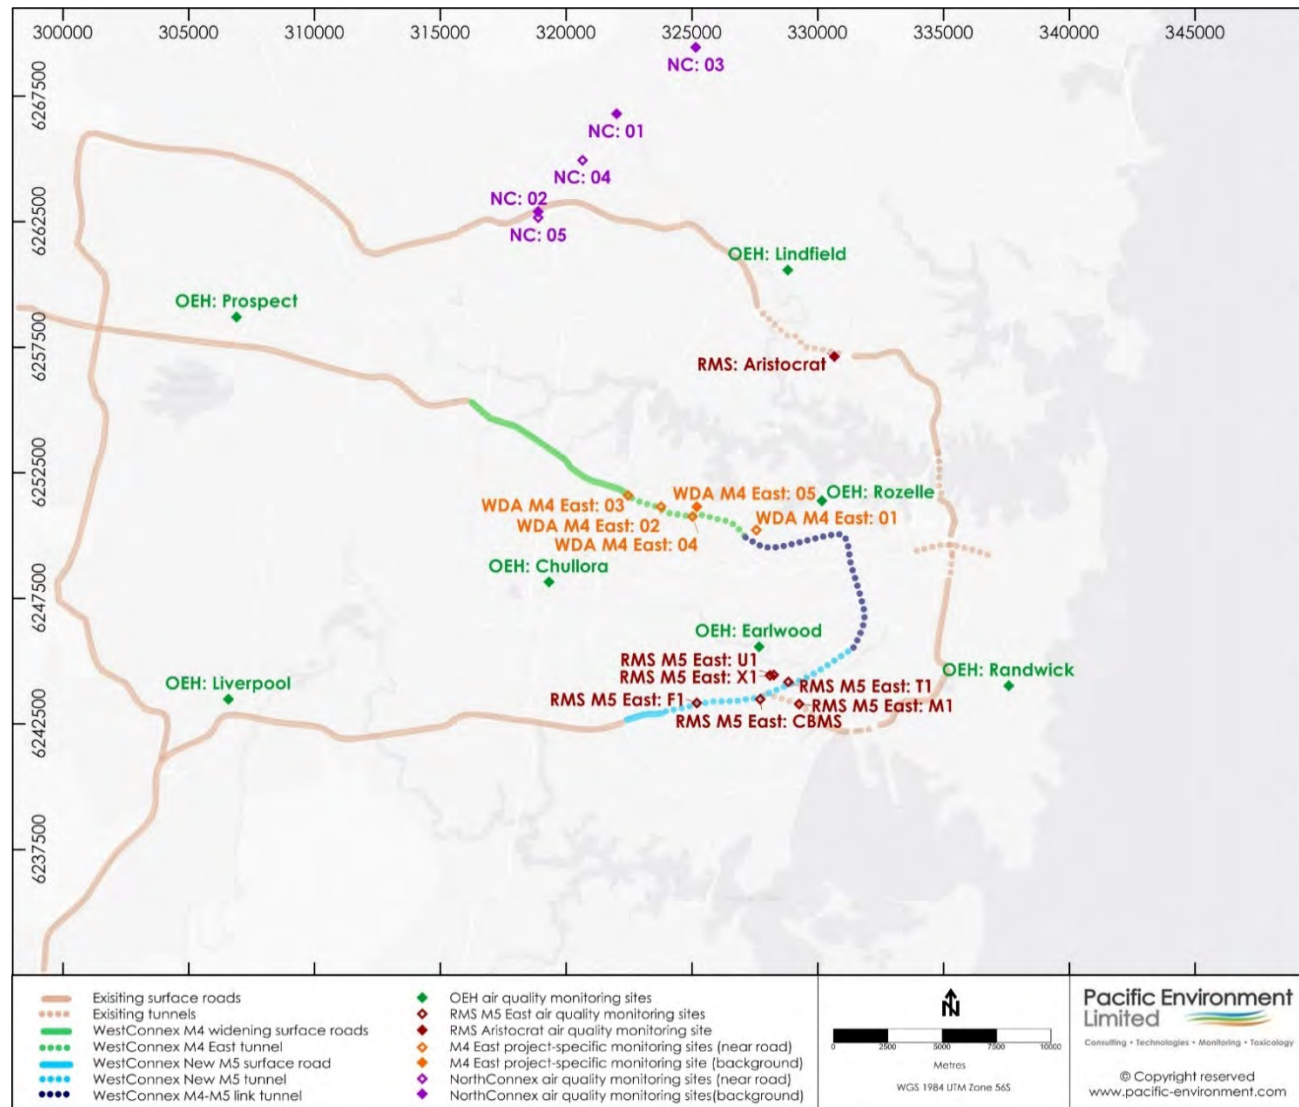 300000 305000 310000 315000 320000 325000 330000 335000 340000 345000
6267500
6262500
6257500
6252500
6247500
6242500
6237500
NC: 03
NC: 01
NC: 04
NC: 02
NC: 05
OEH: Lindfield
OEH: Prospect
RMS: Aristocrat
WDA M4 East: 05
OEH: Rozelle
WDA M4 East: 03
WDA M4 East: 02
WDA M4 East: 01
WDA M4 East: 04
OEH: Chullora
OEH: Earlwood
RMS M5 East: U1
RMS M5 East: X1
OEH: Randwick
OEH: Liverpool
RMS M5 East: T1
RMS M5 East: F1
RMS M5 East: M1
RMS M5 East: CBMS
Exisiting surface roads
Existing tunnels
WestConnex M4 widening surface roads
WestConnex M4 East tunnel
WestConnex New M5 surface road
WestConnex New M5 tunnel
WestConnex M4-M5 link tunnel
OEH air quality monitoring sites
RMS M5 East air quality monitoring sites
RMS Aristocrat air quality monitoring site
M4 East project-specific monitoring sites (near road)
M4 East project-specific monitoring site (background)
NorthConnex air quality monitoring sites (near road)
NorthConnex air quality monitoring sites(background)
N
0 2500 5000 7500 10000
Metres
WGS 1984 UTM Zone 56S
Pacific Environment
Limited
Consulting • Technologies • Monitoring • Toxicology
© Copyright reserved
www.pacific-environment.com